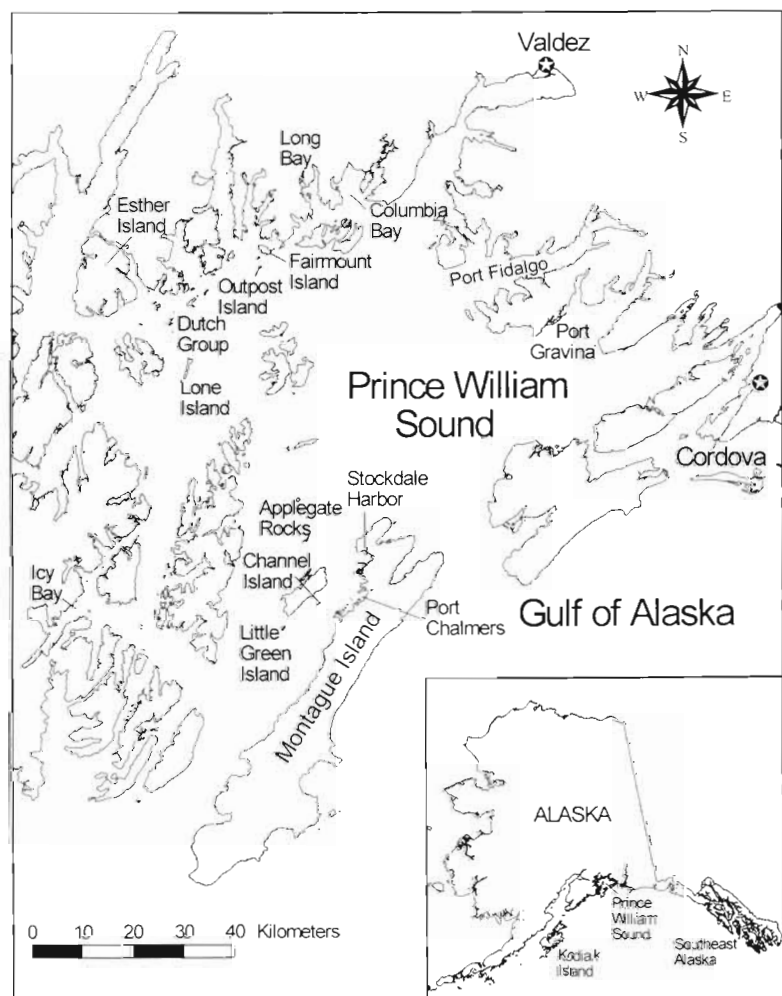 Valdez
N
W E
S
Long
Bay
Esther
Island
Columbia
Bay
Fairmount
Island
Outpost
Island
Port Fidalgo
Dutch
Group
Port
Gravina
Lone
Island
Prince William
Sound
Cordova
Stockdale
Harbor
Applegate
Rocks
Channel
Island
Icy
Bay
Port
Chalmers
Gulf of Alaska
Little
Green
Island
Montague Island
ALASKA
Prince
William
Sound
Southeast
Alaska
Kodiak
Island
0 10 20 30 40 Kilometers